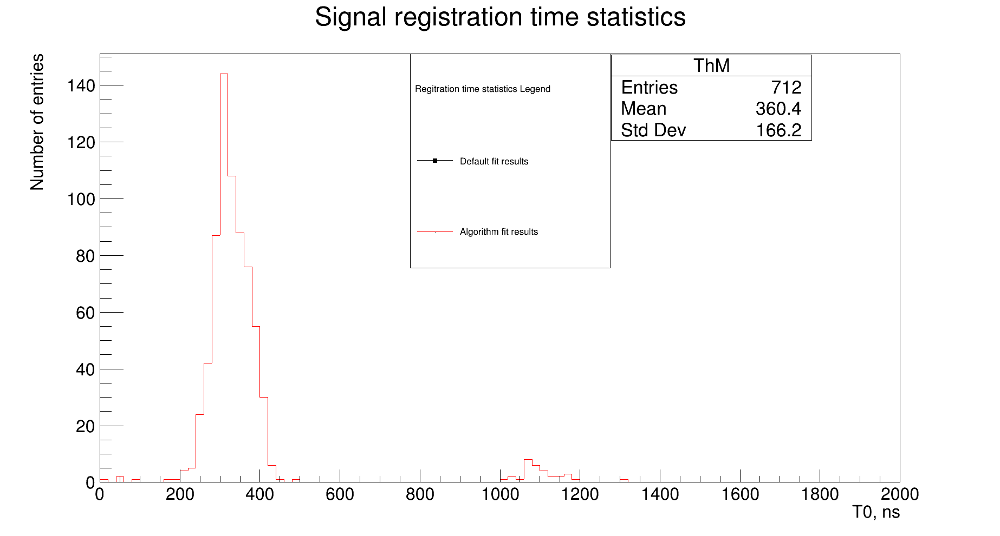 Signal registration time statistics
Number of entries
140
120
100
80
60
40
20
0
Regitration time statistics Legend
Default fit results
Algorithm fit results
ThM
Entries 712
Mean 360.4
Std Dev 166.2
0 200 400 600 800 1000 1200 1400 1600 1800 2000
T0, ns